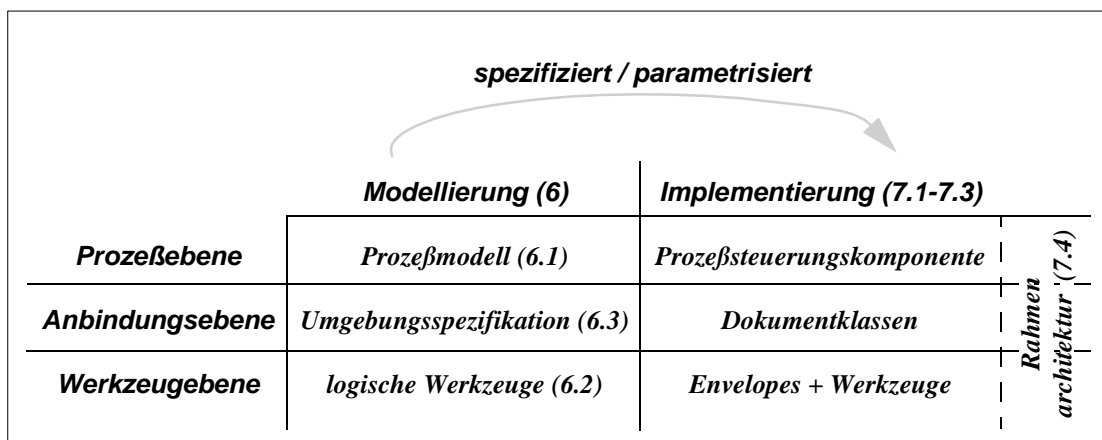 spezifiziert / parametrisiert
Modellierung (6) Implementierung (7.1-7.3)
Prozeßebene Prozeßmodell (6.1) Prozeßsteuerungskomponente
Anbindungsebene Umgebungsspezifikation (6.3) Dokumentklassen
Werkzeugebene logische Werkzeuge (6.2) Envelopes + Werkzeuge
Rahmen
architektur (7.4)